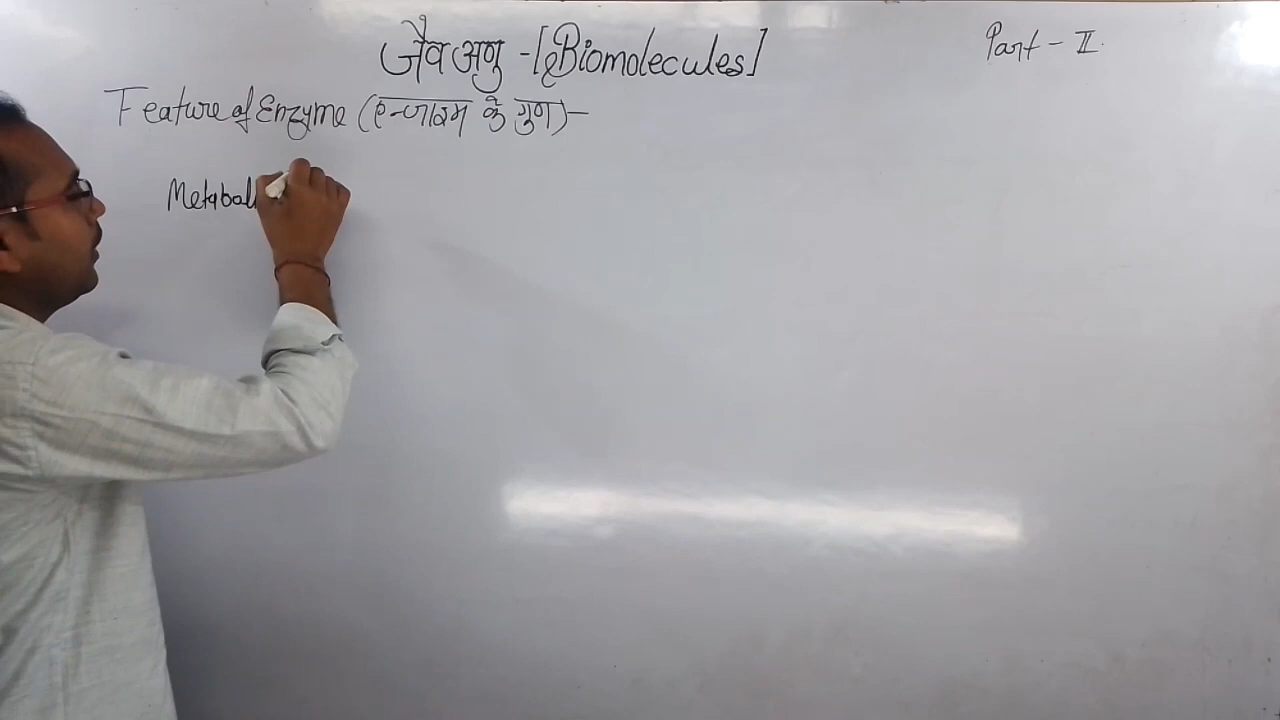 जैव अणु -[Biomolecules]
Part - II.
Feature of Enzyme (एन्जाइम के गुण)-
Metabol